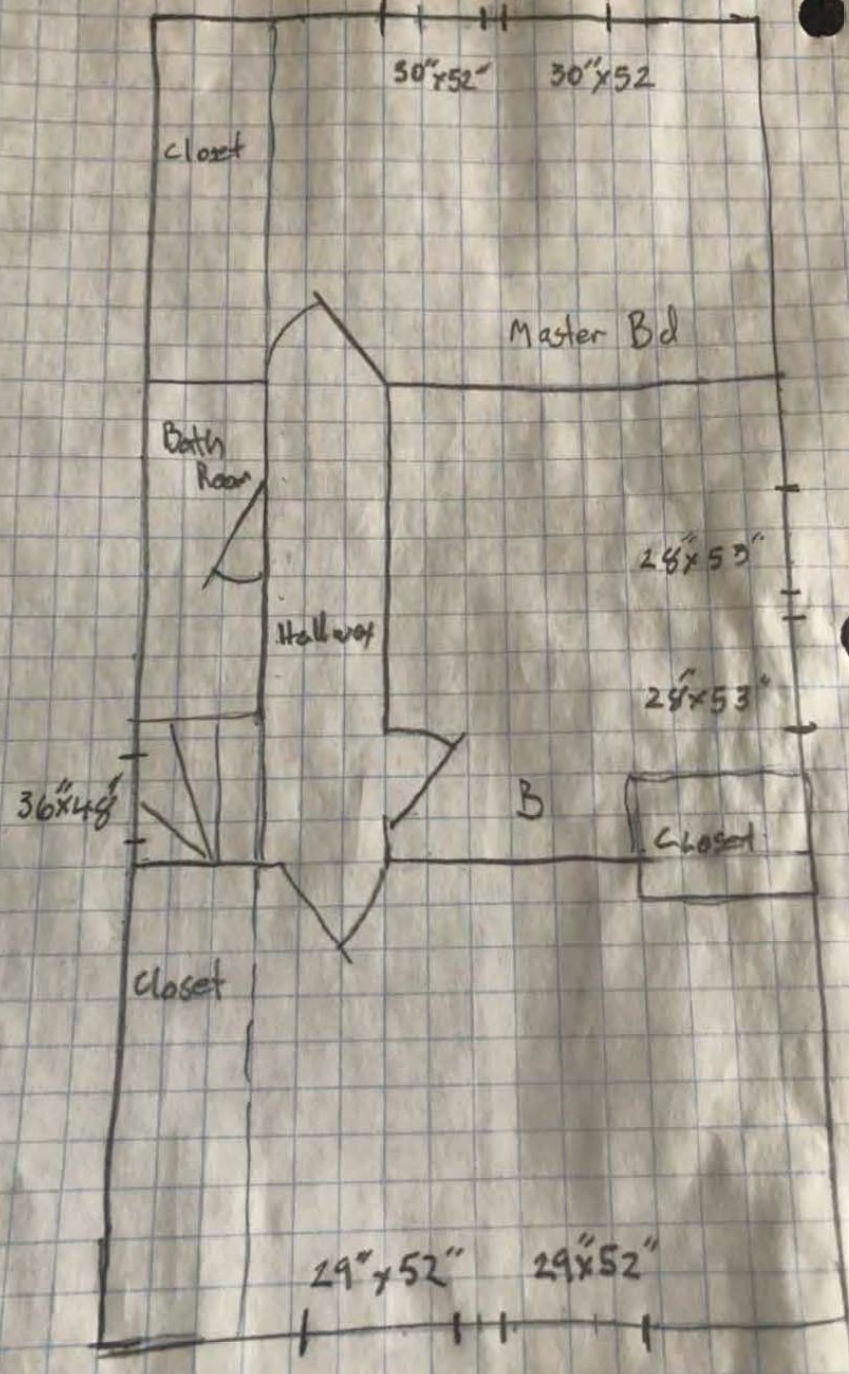 30"x52"
30"x52
Closet
Master Bd
Bath
Room
28"x53"
Hallway
28"x53"
36"x48"
B
Closet
Closet
29"x52"
29"x52"